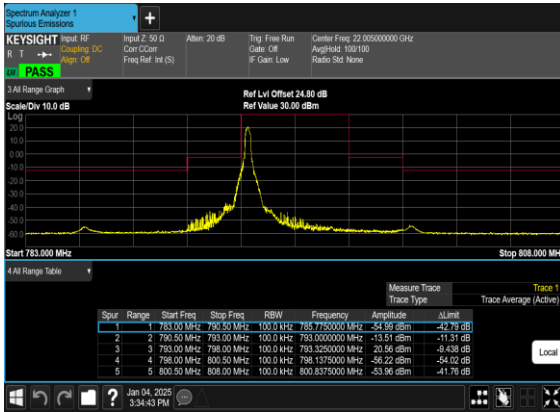 Spectrum Analyzer 1
Spurious Emissions
+
KEYSIGHT Input: RF Input Z: 50 Ω Atten: 20 dB Trig: Free Run Center Freq: 22.005000000 GHz
R T Coupling: DC Corr CCorr Gate: Off Avg|Hold: 100/100
Align: Off Freq Ref: Int (S) IF Gain: Low Radio Std: None
LNI PASS
3 All Range Graph
Ref Lvl Offset 24.80 dB
Scale/Div 10.0 dB Ref Value 30.00 dBm
Log
20.0
10.0
0.00
-10.0
-20.0
-30.0
-40.0
-50.0
-60.0
Start 783.00 MHz Stop 808.000 MH
4 All Range Table
Measure Trace Trace 1
Trace Type Trace Average (Active)
Spur Range Start Freq Stop Freq RBW Frequency Amplitude ΔLimit
1 1 783.00 MHz 790.50 MHz 100.0 kHz 785.7750000 MHz -54.99 dBm -42.79 dB
2 2 790.50 MHz 793.00 MHz 100.0 kHz 793.0000000 MHz -13.51 dBm -11.31 dB
3 3 793.00 MHz 798.00 MHz 100.0 kHz 793.3250000 MHz 20.56 dBm -9.438 dB
4 4 798.00 MHz 800.50 MHz 100.0 kHz 798.1375000 MHz -56.22 dBm -54.02 dB
5 5 800.50 MHz 808.00 MHz 100.0 kHz 800.8375000 MHz -53.96 dBm -41.76 dB
Local
?
Jan 04, 2025
3:34:43 PM